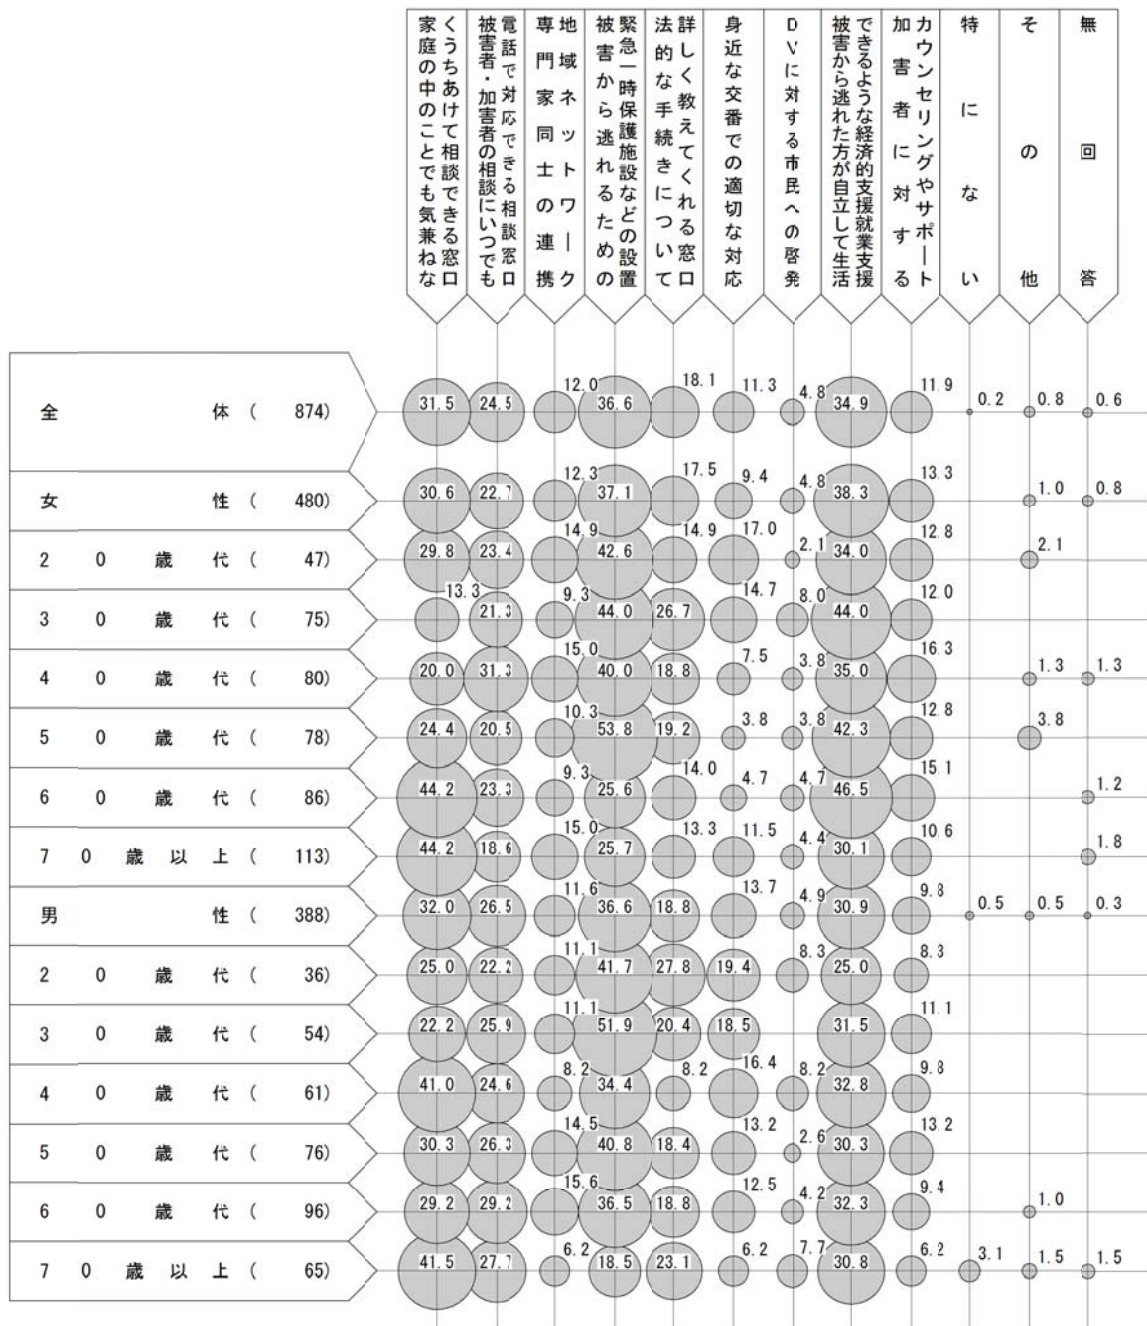 家庭の中のことでも気兼ねな
くうちあけて相談できる窓口
被害者・加害者の相談にいつでも
電話で対応できる相談窓口
専門家同士の連携
地域ネットワーク
被害から逃れるための
緊急一時保護施設などの設置
法的な手続きについて
詳しく教えてくれる窓口
身近な交番での適切な対応
DVに対する市民への啓発
被害から逃れた方が自立して生活
できるような経済的支援就業支援
加害者に対する
カウンセリングやサポート
特にない
その他
無回答
全体( 874) 31.5 24.5 12.0 36.6 18.1 11.3 4.8 34.9 11.9 0.2 0.8 0.6
女性( 480) 30.6 22.7 12.3 37.1 17.5 9.4 4.8 38.3 13.3 1.0 0.8
20歳代( 47) 29.8 23.4 14.9 42.6 14.9 17.0 2.1 34.0 12.8 2.1
30歳代( 75) 13.3 21.3 9.3 44.0 26.7 14.7 8.0 44.0 12.0
40歳代( 80) 20.0 31.3 15.0 40.0 18.8 7.5 3.8 35.0 16.3 1.3 1.3
50歳代( 78) 24.4 20.5 10.3 53.8 19.2 3.8 3.8 42.3 12.8 3.8
60歳代( 86) 44.2 23.3 9.3 25.6 14.0 4.7 4.7 46.5 15.1 1.2
70歳以上( 113) 44.2 18.6 15.0 25.7 13.3 11.5 4.4 30.1 10.6 1.8
男性( 388) 32.0 26.5 11.6 36.6 18.8 13.7 4.9 30.9 9.8 0.5 0.5 0.3
20歳代( 36) 25.0 22.2 11.1 41.7 27.8 19.4 8.3 25.0 8.3
30歳代( 54) 22.2 25.9 11.1 51.9 20.4 18.5 31.5 11.1
40歳代( 61) 41.0 24.6 8.2 34.4 8.2 16.4 8.2 32.8 9.8
50歳代( 76) 30.3 26.3 14.5 40.8 18.4 13.2 2.6 30.3 13.2
60歳代( 96) 29.2 29.2 15.6 36.5 18.8 12.5 4.2 32.3 9.4 1.0
70歳以上( 65) 41.5 27.7 6.2 18.5 23.1 6.2 7.7 30.8 6.2 3.1 1.5 1.5